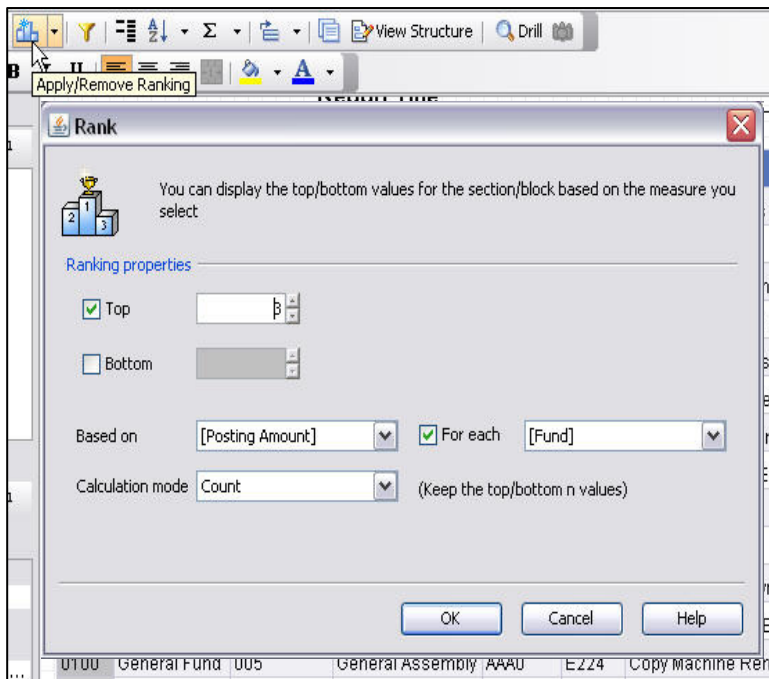 View Structure Drill
B U A
Apply/Remove Ranking
Rank
You can display the top/bottom values for the section/block based on the measure you
select
2 1 3
Ranking properties
Top 3
Bottom
Based on [Posting Amount] For each [Fund]
Calculation mode Count (Keep the top/bottom n values)
OK Cancel Help
0100 General Fund 005 General Assembly AAA0 E224 Copy Machine Ren